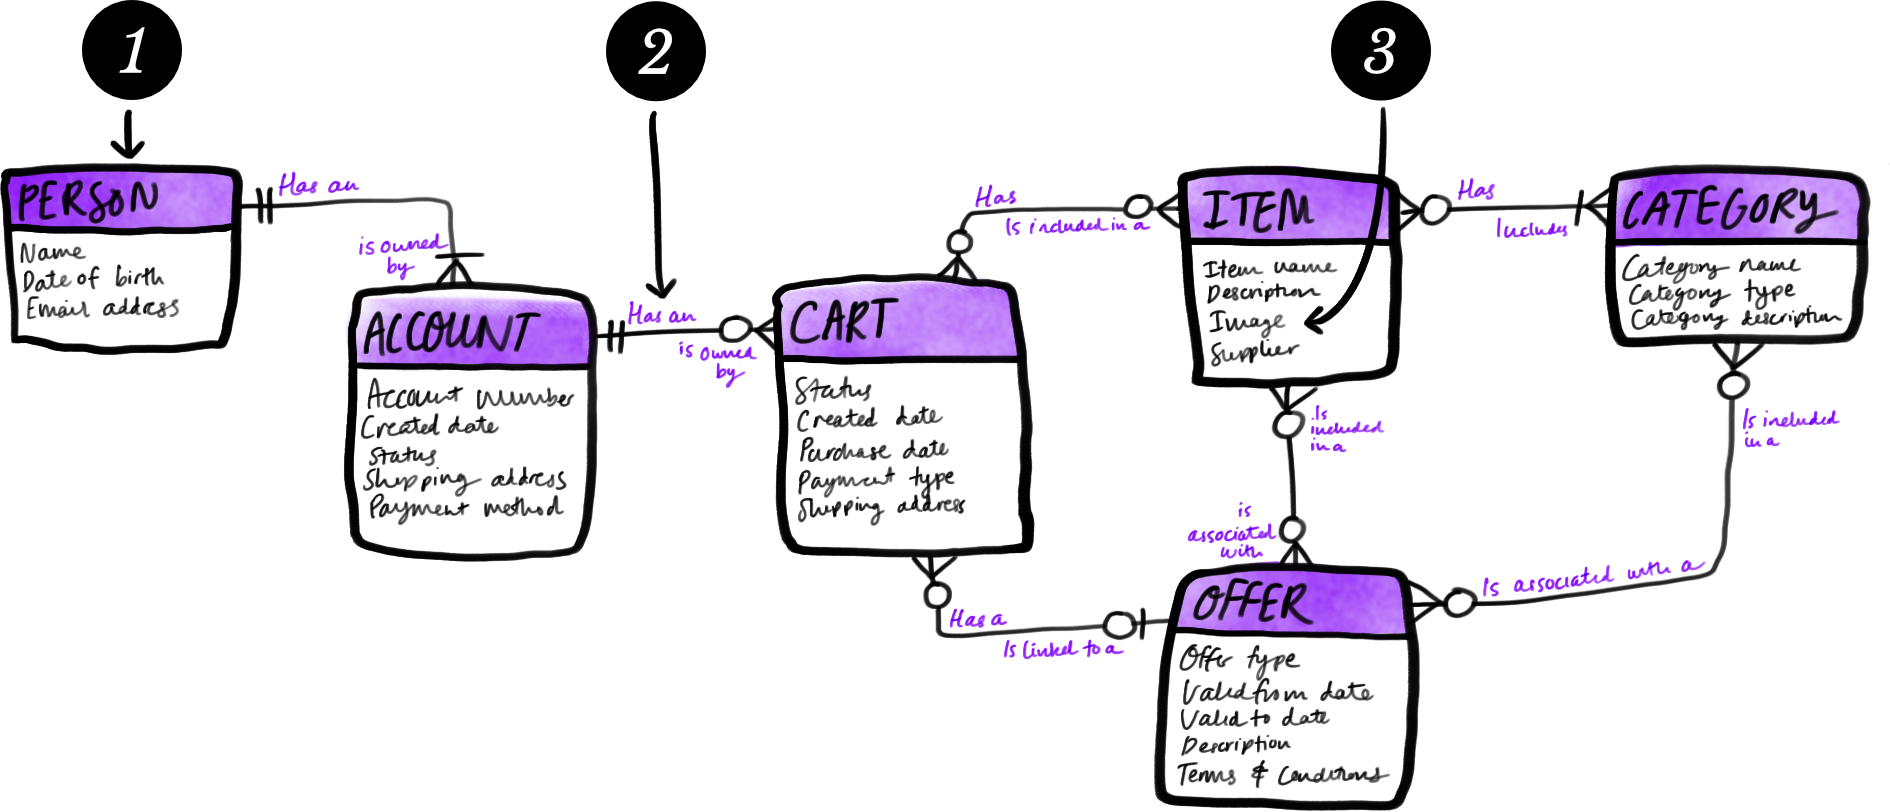 1
2
3
PERSON
Name
Date of birth
Email address
Has an
is owned
by
ACCOUNT
Account number
Created date
Status
Shipping address
Payment method
Has an
is owned
by
CART
Status
Created date
Purchase date
Payment type
Shipping address
Has
Is included in a
ITEM
Item name
Description
Image
Supplier
Has
Includes
CATEGORY
Category name
Category type
Category description
Is
included
in a
is
associated
with
Is included
in a
Is associated with a
Has a
Is linked to a
OFFER
Offer type
Valid from date
Valid to date
Description
Terms & Conditions